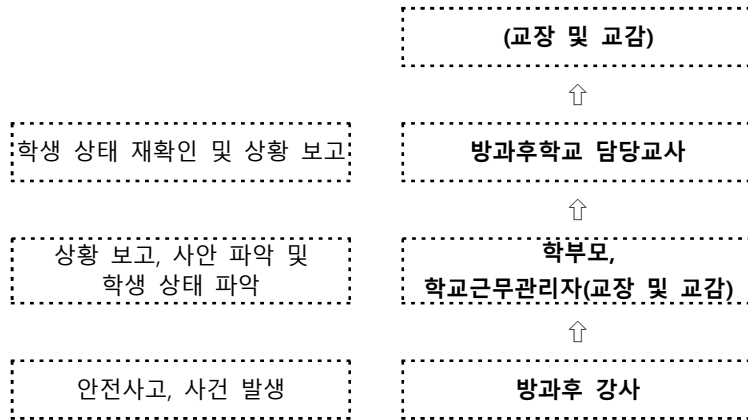 (교장 및 교감)
⇧
학생 상태 재확인 및 상황 보고
방과후학교 담당교사
⇧
상황 보고, 사안 파악 및
학생 상태 파악
학부모,
학교근무관리자(교장 및 교감)
⇧
안전사고, 사건 발생
방과후 강사